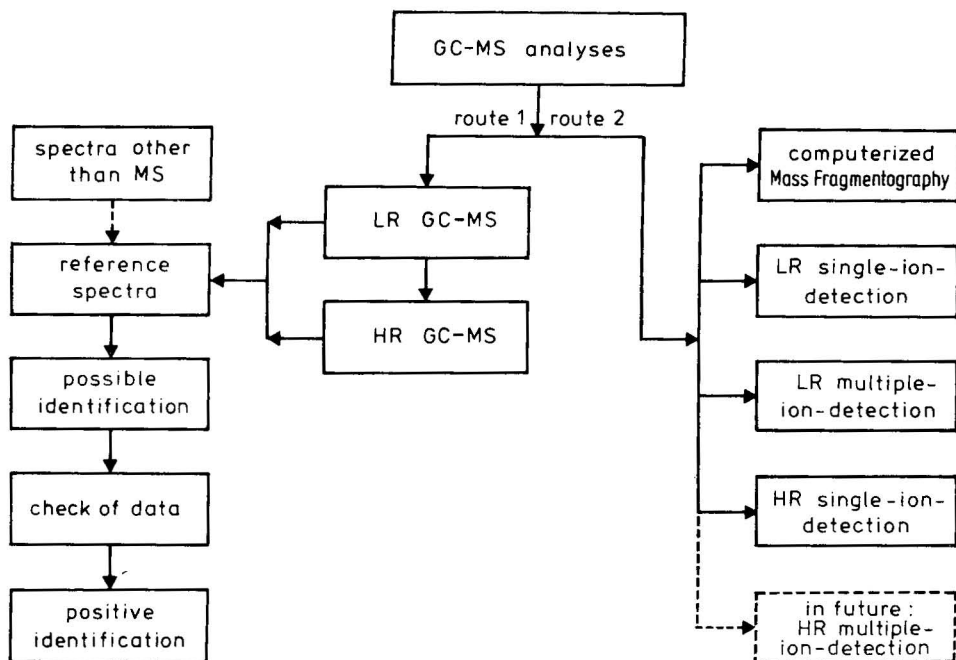 GC-MS analyses
route 1 route 2
spectra other
than MS
reference
spectra
possible
identification
check of data
positive
identification
LR GC-MS
HR GC-MS
computerized
Mass Fragmentography
LR single-ion-
detection
LR multiple-
ion-detection
HR single-ion-
detection
in future:
HR multiple-
ion-detection